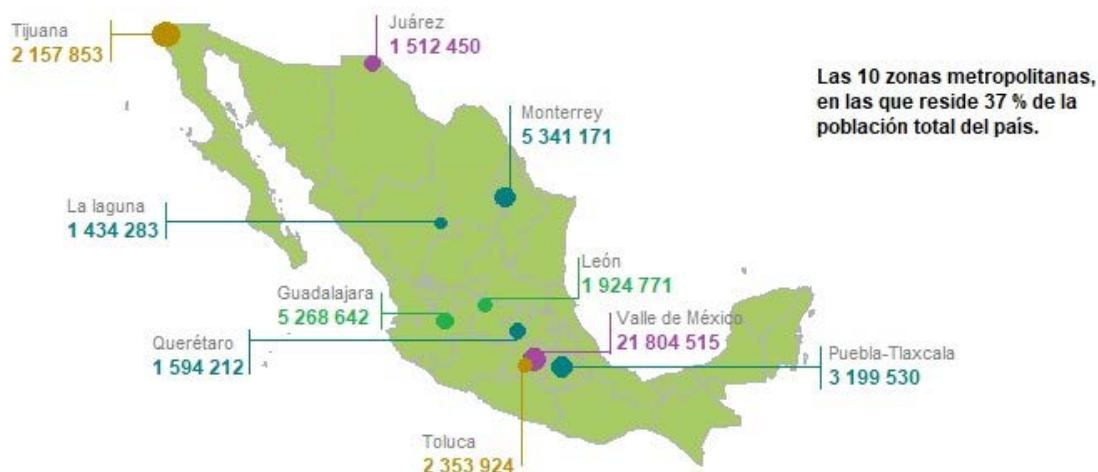 Tijuana
2 157 853
Juárez
1 512 450
Las 10 zonas metropolitanas,
en las que reside 37 % de la
población total del país.
Monterrey
5 341 171
La laguna
1 434 283
León
1 924 771
Guadalajara
5 268 642
Valle de México
21 804 515
Querétaro
1 594 212
Puebla-Tlaxcala
3 199 530
Toluca
2 353 924